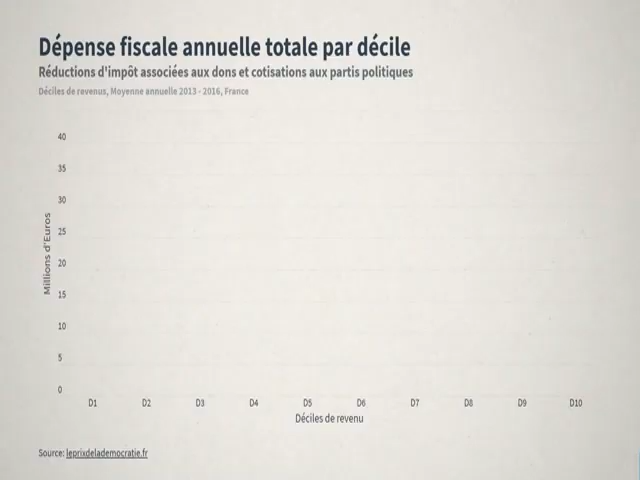 Dépense fiscale annuelle totale par décile
Réductions d'impôt associées aux dons et cotisations aux partis politiques
Déciles de revenus, Moyenne annuelle 2013 - 2016, France
40
35
30
25
20
15
10
5
0
Millions d'Euros
D1 D2 D3 D4 D5 D6 D7 D8 D9 D10
Déciles de revenu
Source: leprixdelademocratie.fr